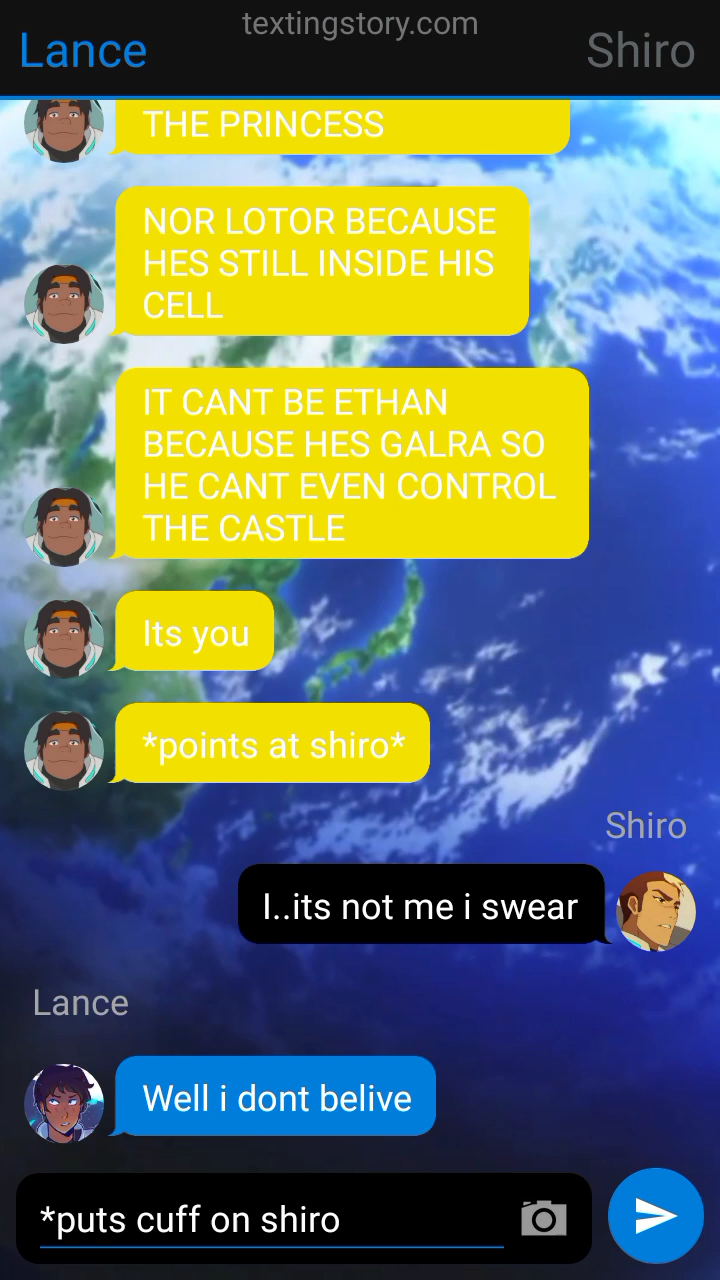 textingstory.com
Lance
Shiro
THE PRINCESS
NOR LOTOR BECAUSE
HES STILL INSIDE HIS
CELL
IT CANT BE ETHAN
BECAUSE HES GALRA SO
HE CANT EVEN CONTROL
THE CASTLE
Its you
*points at shiro*
Shiro
I..its not me i swear
Lance
Well i dont belive
*puts cuff on shiro